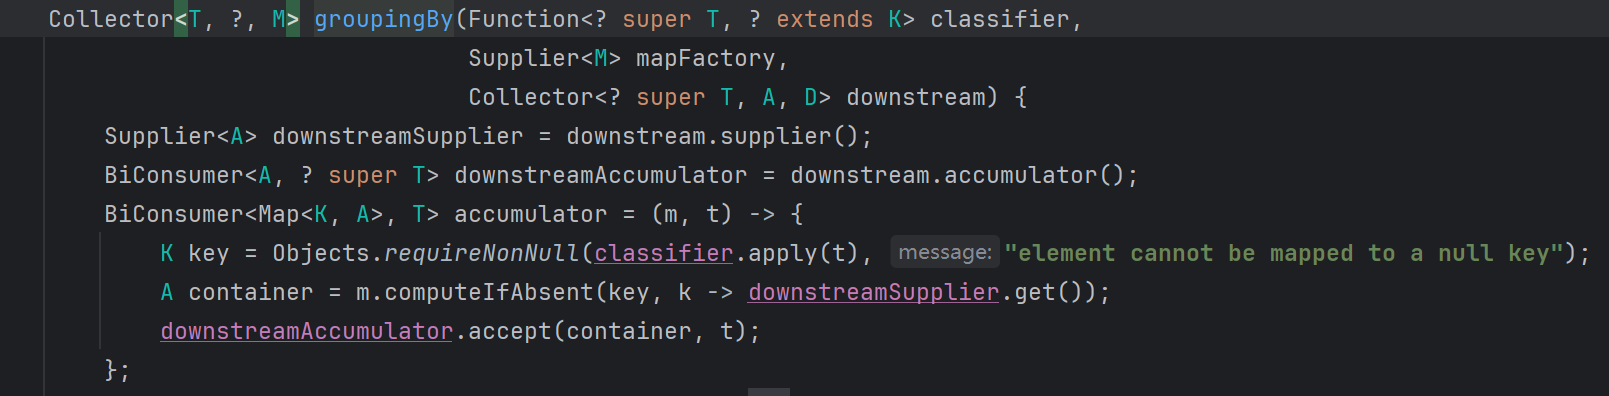 Collector<T, ?, M> groupingBy(Function<? super T, ? extends K> classifier,
Supplier<M> mapFactory,
Collector<? super T, A, D> downstream) {
Supplier<A> downstreamSupplier = downstream.supplier();
BiConsumer<A, ? super T> downstreamAccumulator = downstream.accumulator();
BiConsumer<Map<K, A>, T> accumulator = (m, t) -> {
K key = Objects.requireNonNull(classifier.apply(t), message: "element cannot be mapped to a null key");
A container = m.computeIfAbsent(key, k -> downstreamSupplier.get());
downstreamAccumulator.accept(container, t);
};